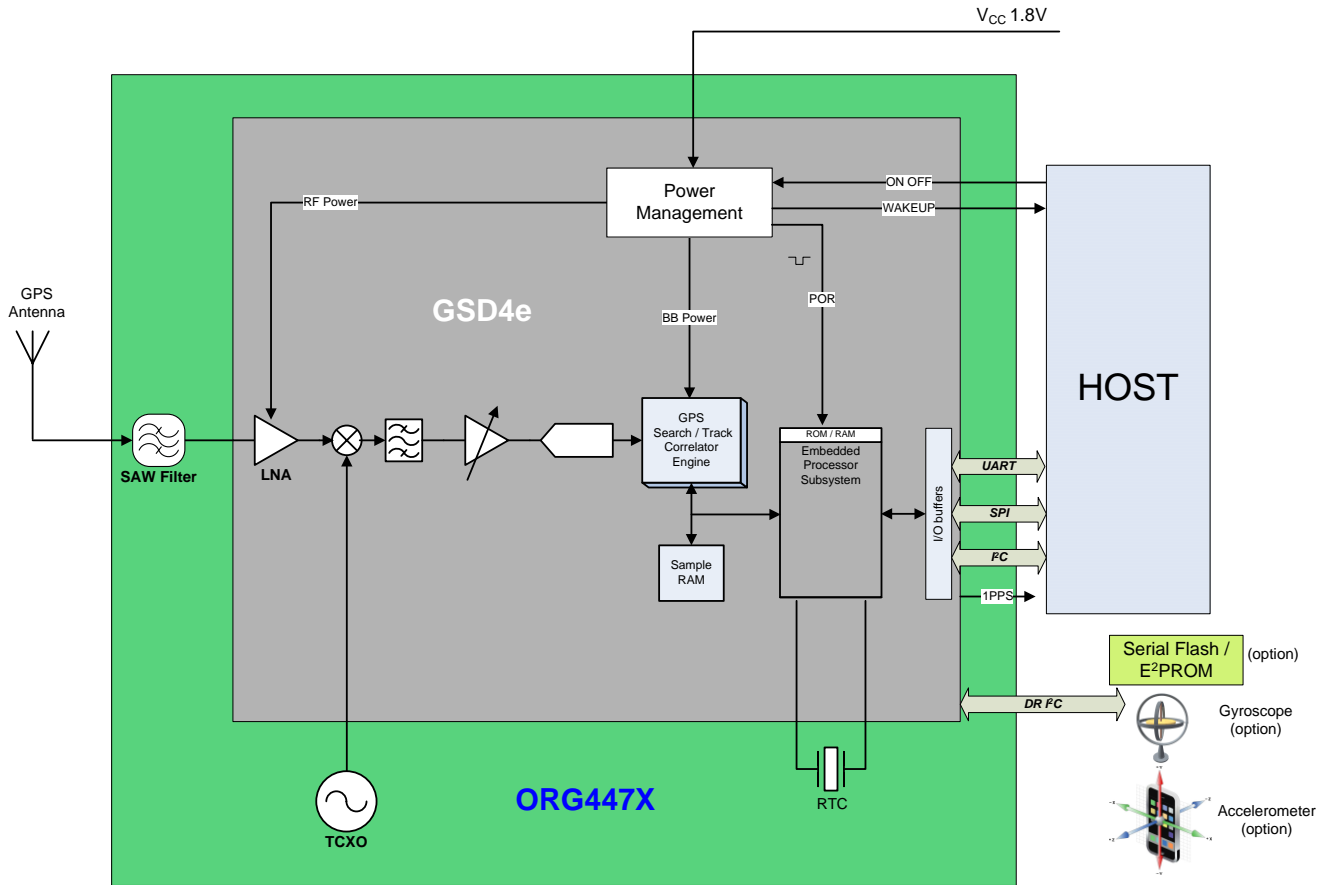 VCC 1.8V
Power
Management
ON OFF
WAKEUP
RF Power
GSD4e
BB Power
POR
GPS
Antenna
HOST
SAW Filter
LNA
GPS
Search / Track
Correlator
Engine
ROM / RAM
Embedded
Processor
Subsystem
I/O buffers
UART
SPI
I²C
1PPS
Sample
RAM
Serial Flash /
E²PROM
(option)
DR I²C
Gyroscope
(option)
RTC
TCXO
ORG447X
Accelerometer
(option)